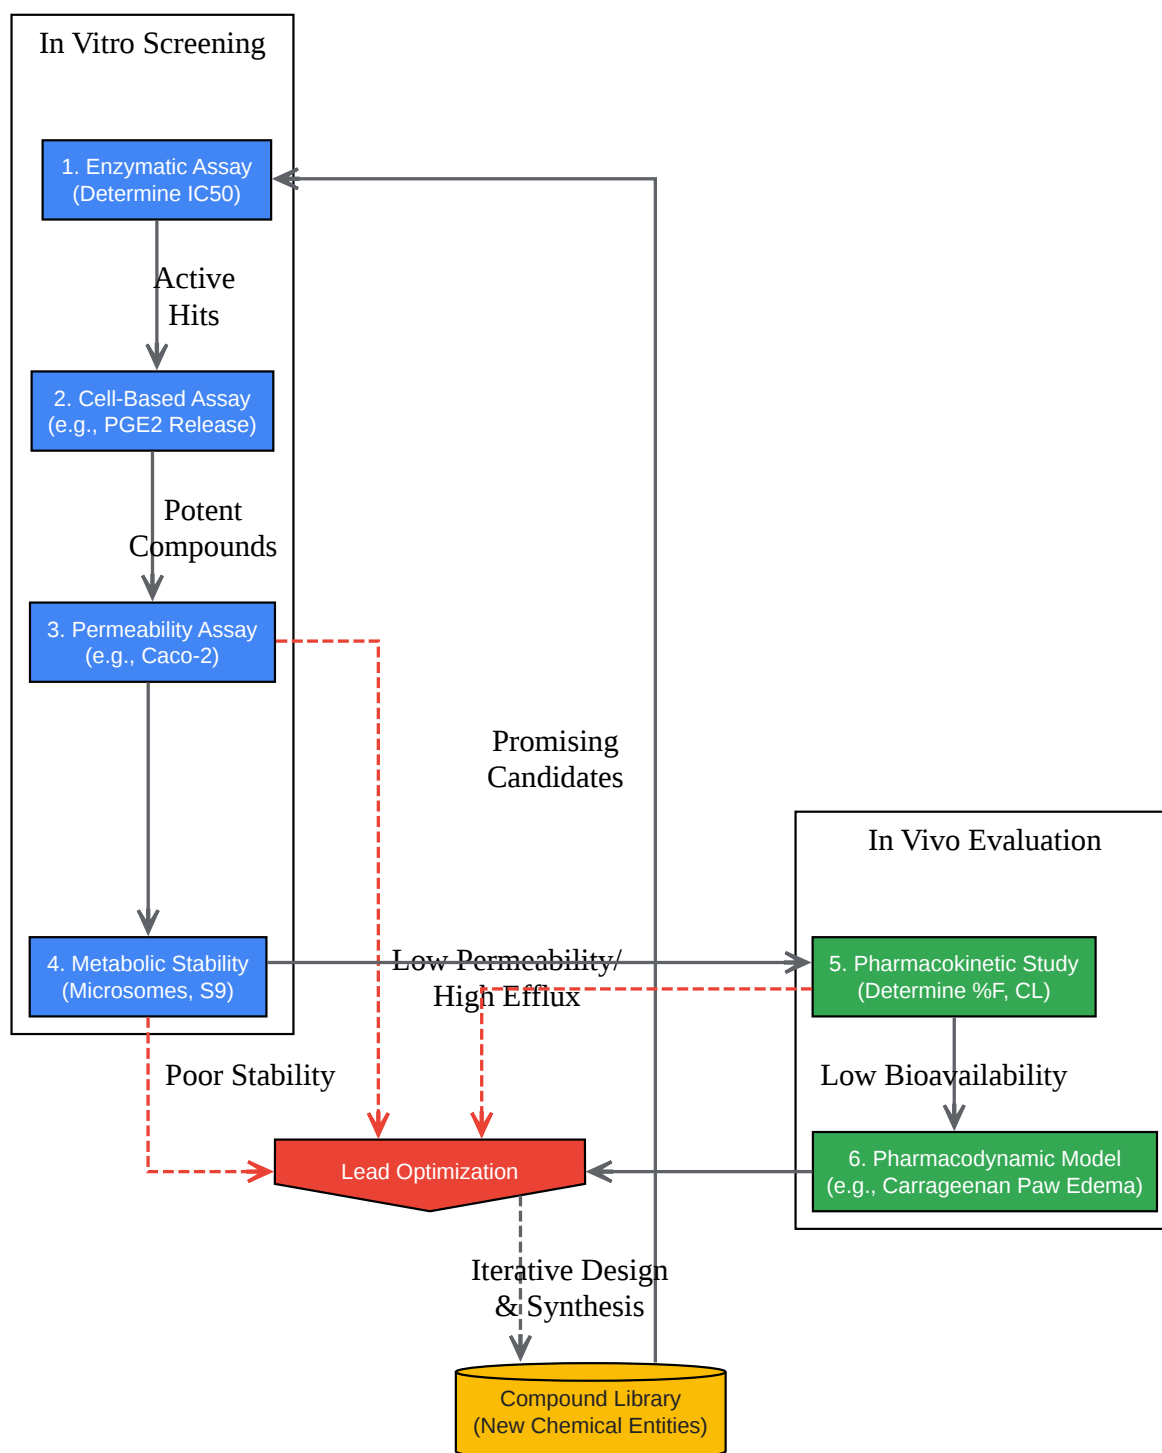 In Vitro Screening
1. Enzymatic Assay
(Determine IC50)
Active
Hits
2. Cell-Based Assay
(e.g., PGE2 Release)
Potent
Compounds
3. Permeability Assay
(e.g., Caco-2)
Promising
Candidates
In Vivo Evaluation
4. Metabolic Stability
(Microsomes, S9)
Low Permeability/
High Efflux
5. Pharmacokinetic Study
(Determine %F, CL)
Poor Stability
Low Bioavailability
Lead Optimization
6. Pharmacodynamic Model
(e.g., Carrageenan Paw Edema)
Iterative Design
& Synthesis
Compound Library
(New Chemical Entities)